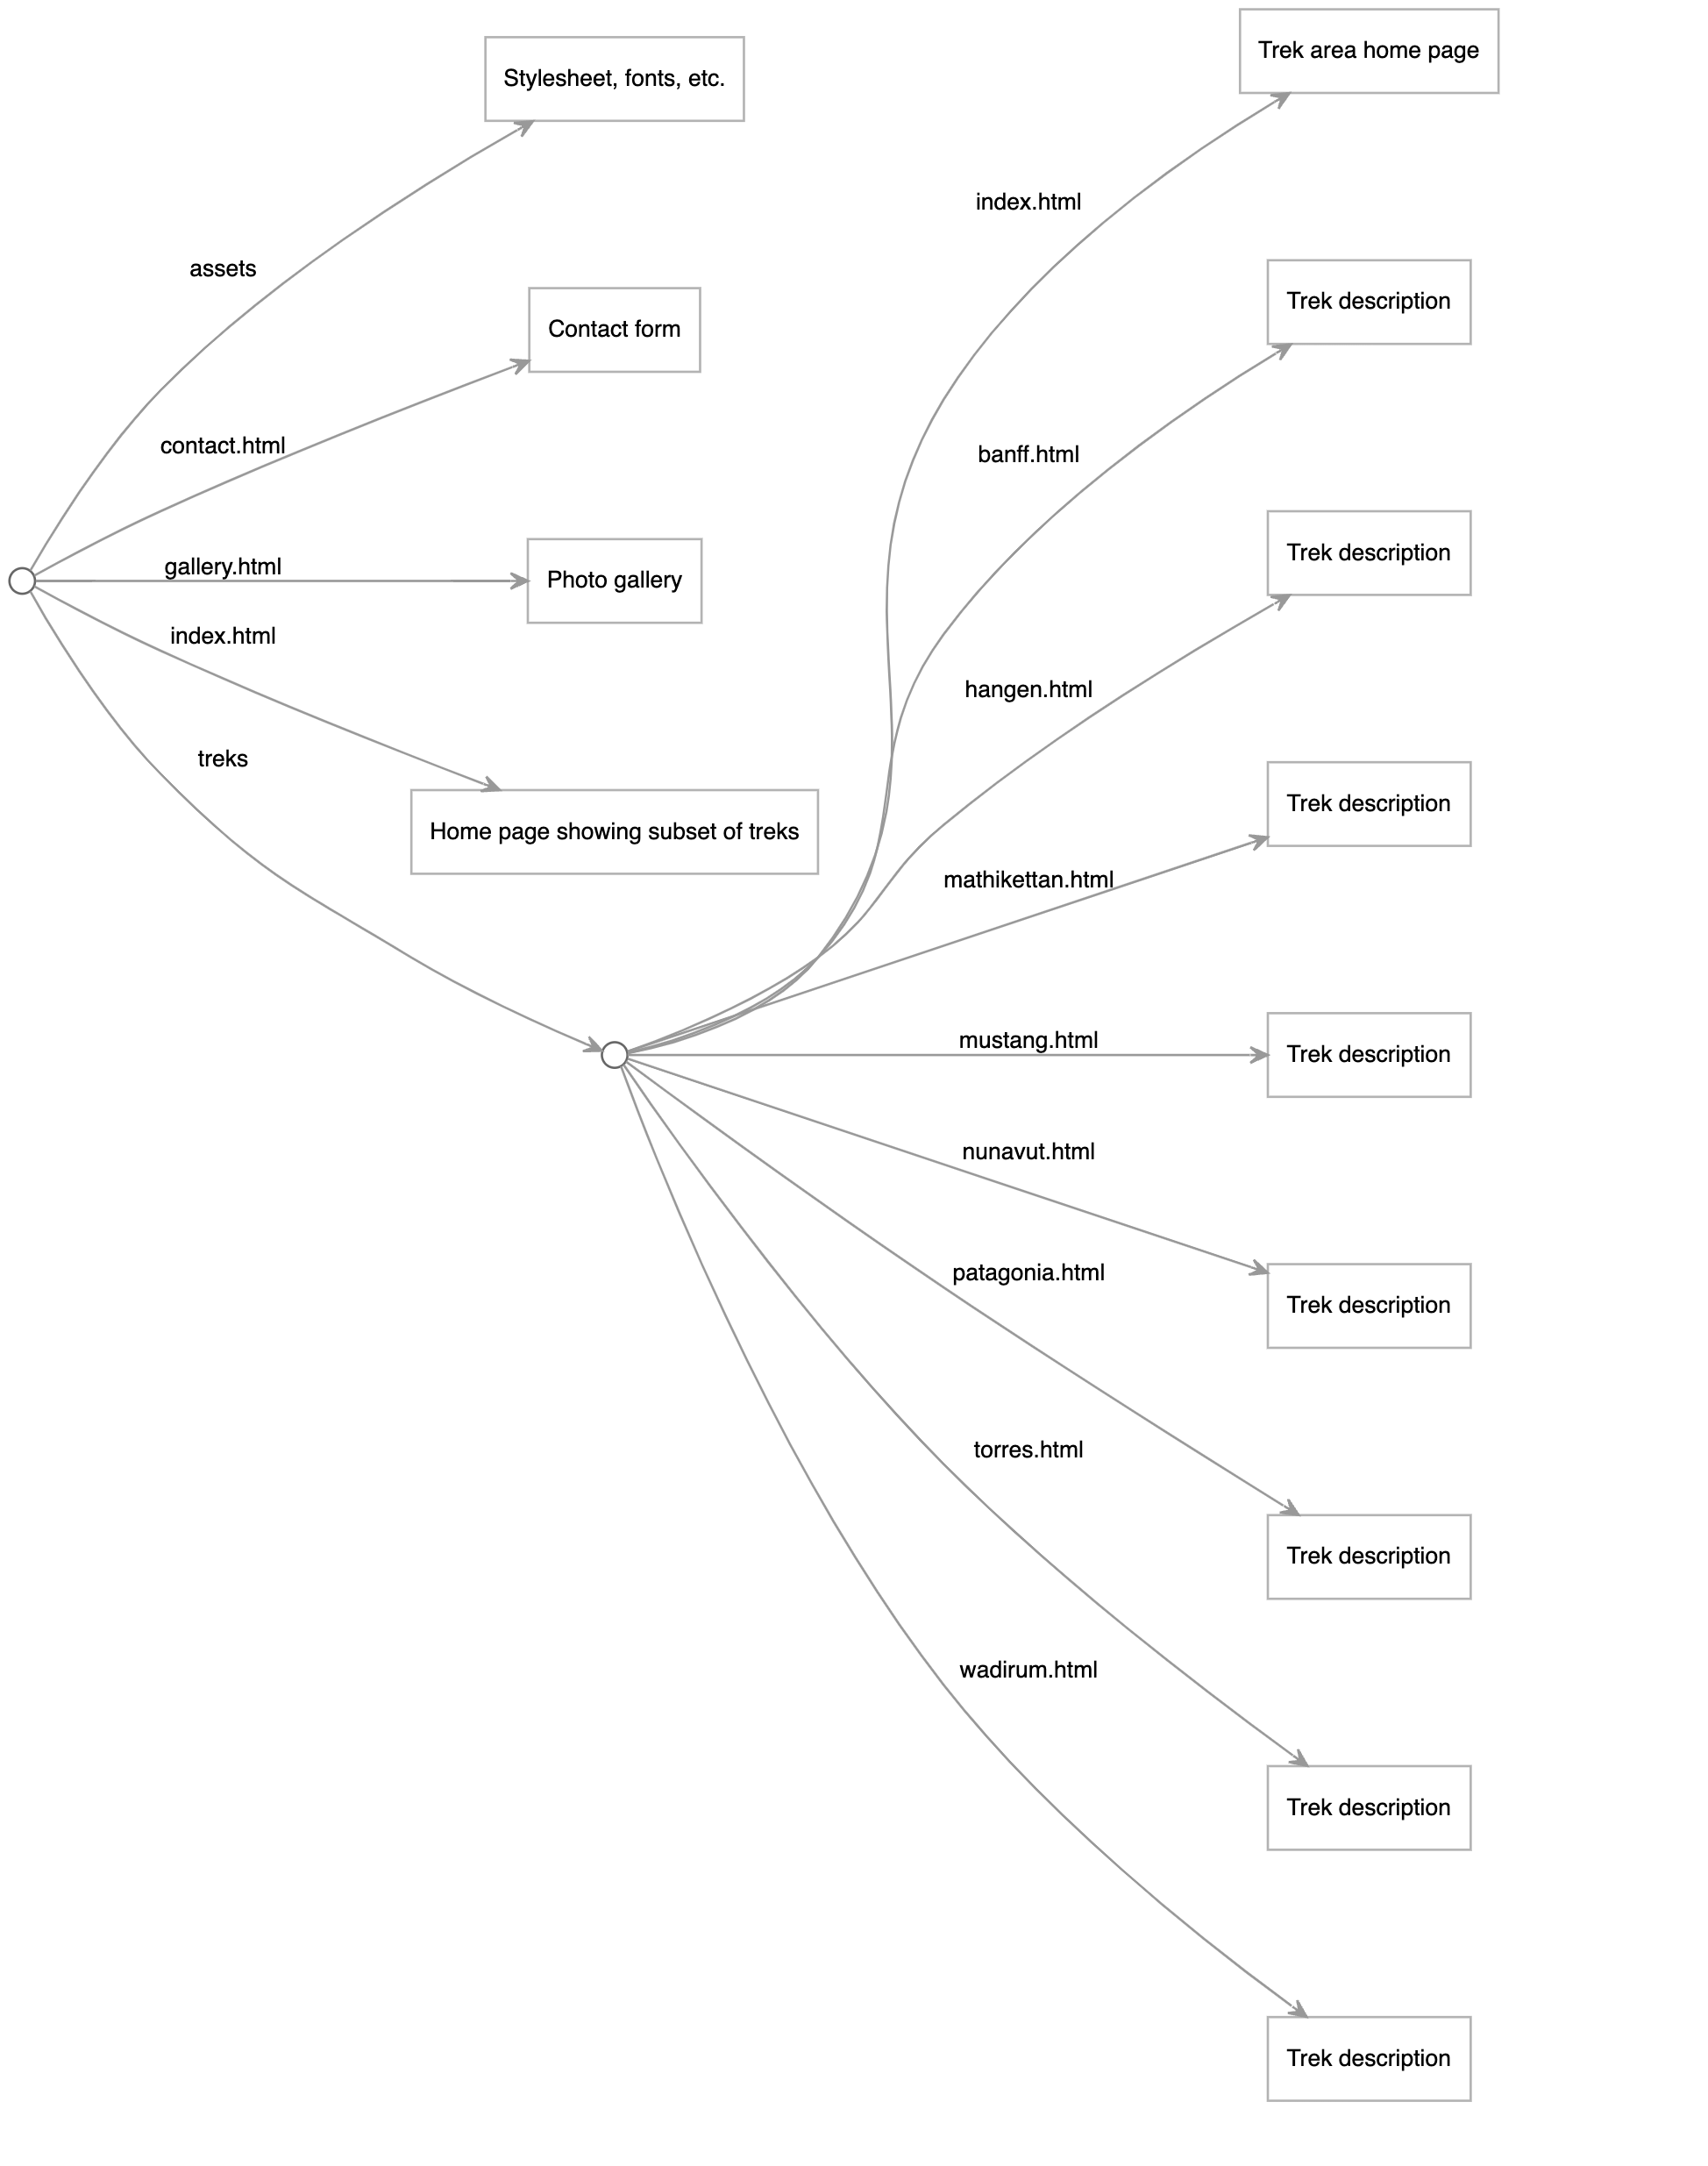 Stylesheet, fonts, etc.
assets
Contact form
contact.html
gallery.html
Photo gallery
index.html
treks
Home page showing subset of treks
Trek area home page
index.html
Trek description
banff.html
Trek description
hangen.html
Trek description
mathikettan.html
mustang.html
Trek description
nunavut.html
Trek description
patagonia.html
Trek description
torres.html
Trek description
wadirum.html
Trek description